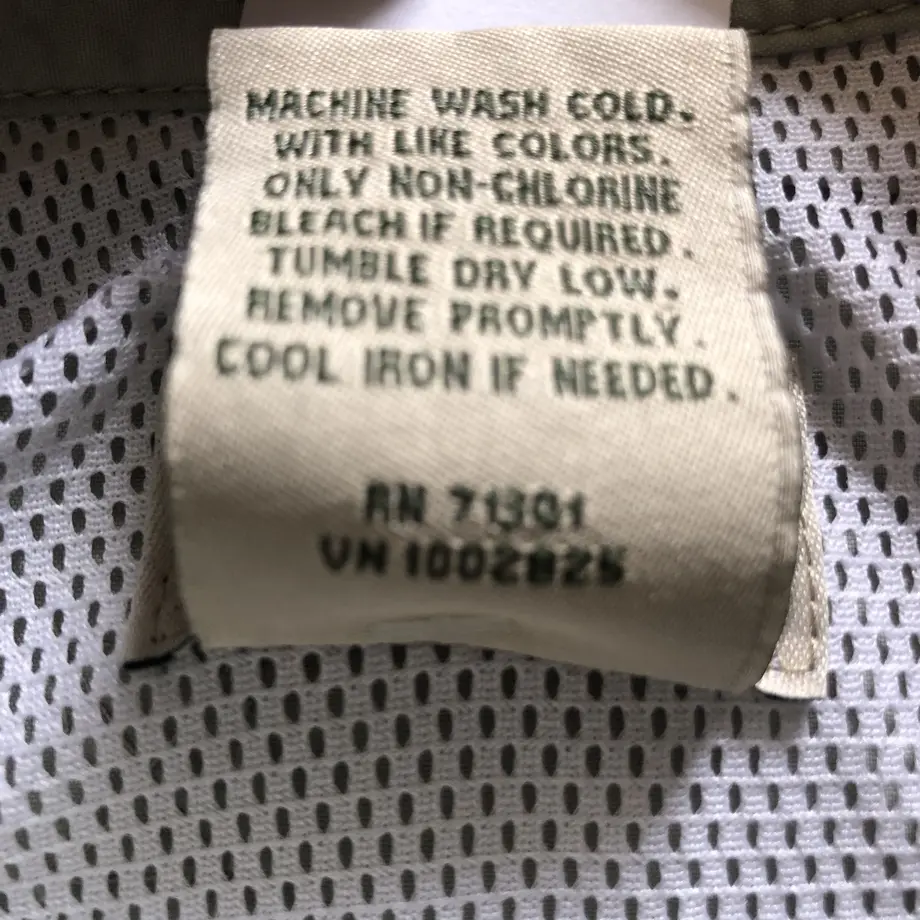 MACHINE WASH COLD.
WITH LIKE COLORS.
ONLY NON-CHLORINE
BLEACH IF REQUIRED.
TUMBLE DRY LOW.
REMOVE PROMPTLY.
COOL IRON IF NEEDED.
RN 71301
VN 1002825